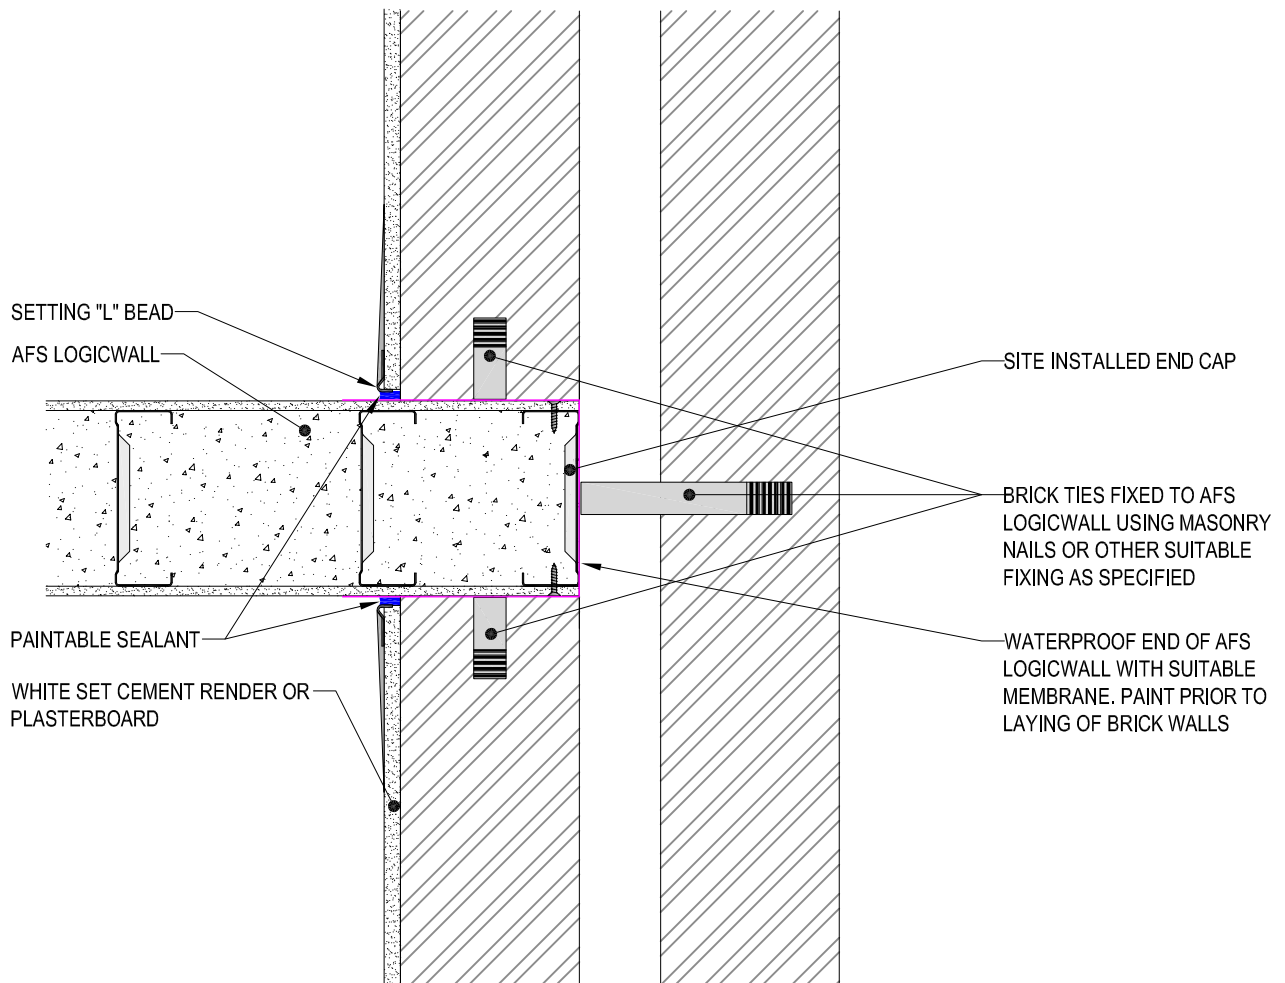 SETTING "L" BEAD
AFS LOGICWALL
PAINTABLE SEALANT
WHITE SET CEMENT RENDER OR
PLASTERBOARD
SITE INSTALLED END CAP
BRICK TIES FIXED TO AFS
LOGICWALL USING MASONRY
NAILS OR OTHER SUITABLE
FIXING AS SPECIFIED
WATERPROOF END OF AFS
LOGICWALL WITH SUITABLE
MEMBRANE. PAINT PRIOR TO
LAYING OF BRICK WALLS